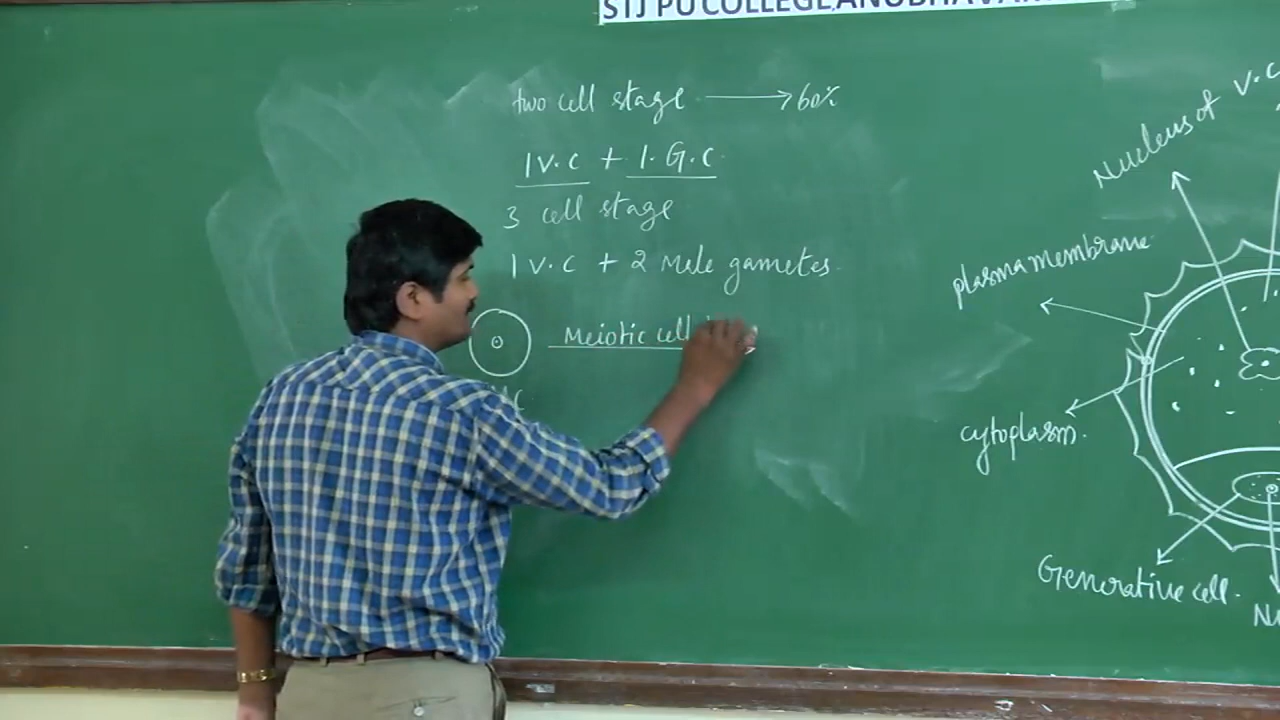 STJ PU COLLEGE, ANUBHAVA
two cell stage → 60%
1 V.C + 1. G.C.
3 cell stage
1 V.C + 2 Male gametes.
Meiotic cell
Nucleus of V.C
plasma membrane
cytoplasm.
Generative cell.